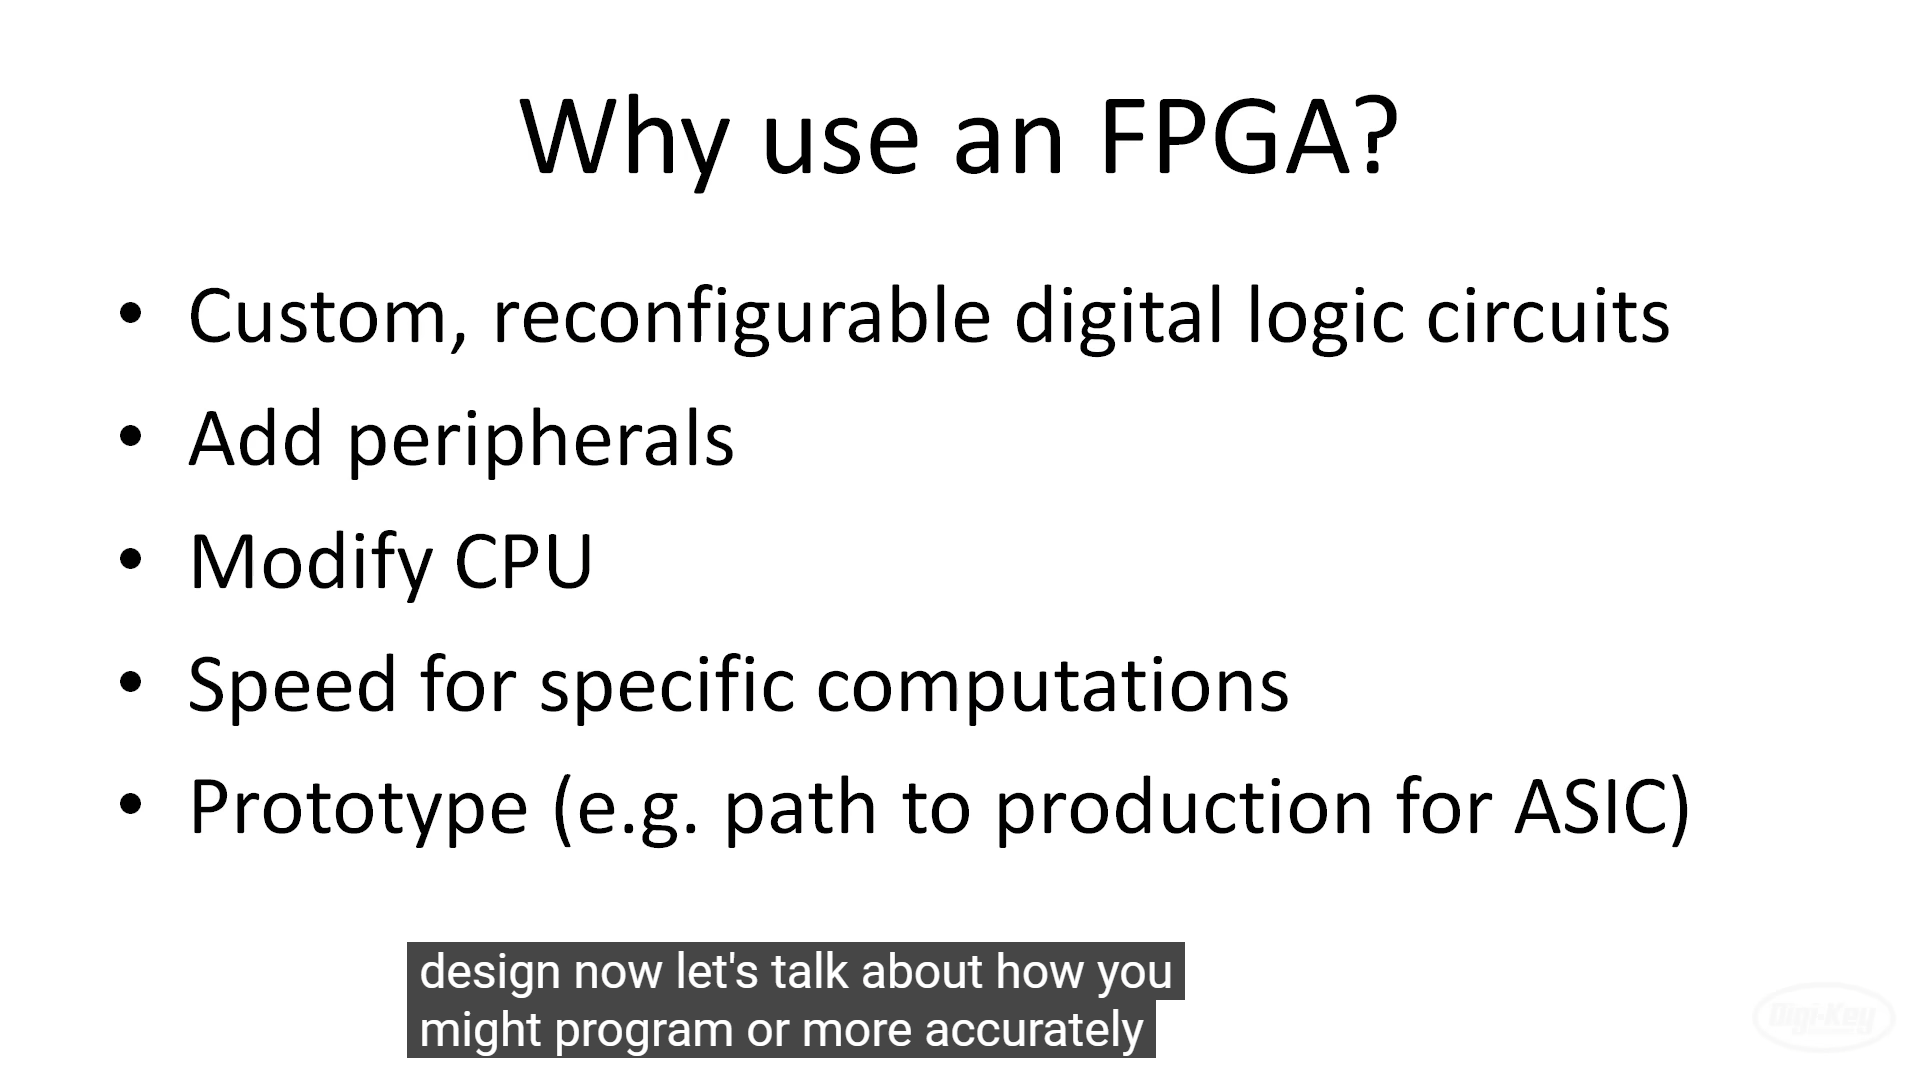 Why use an FPGA?
• Custom, reconfigurable digital logic circuits
• Add peripherals
• Modify CPU
• Speed for specific computations
• Prototype (e.g. path to production for ASIC)
design now let's talk about how you
might program or more accurately
Digi-Key